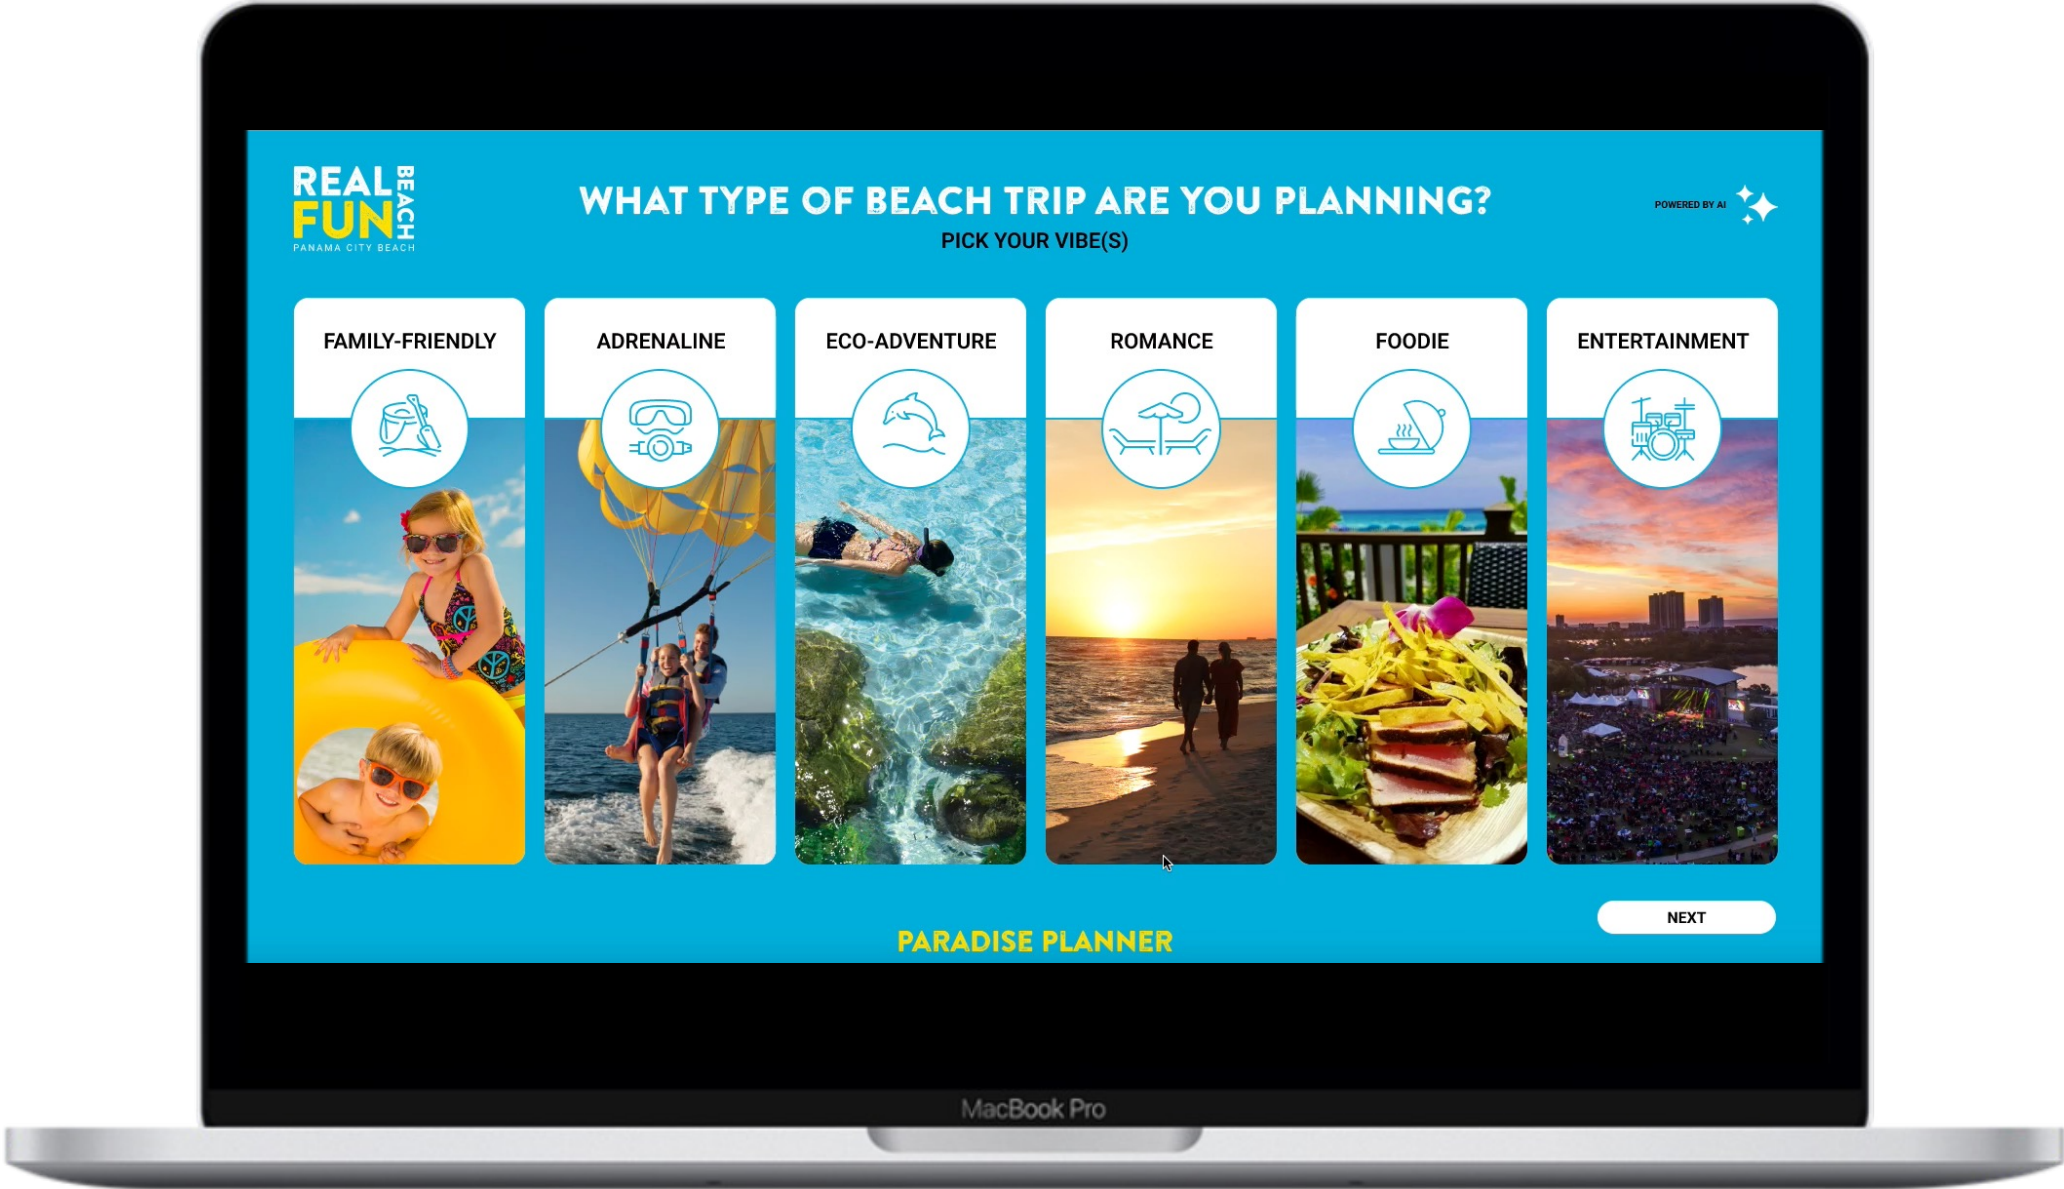 REAL
FUN
BEACH
PANAMA CITY BEACH
WHAT TYPE OF BEACH TRIP ARE YOU PLANNING?
PICK YOUR VIBE(S)
POWERED BY AI
FAMILY-FRIENDLY
ADRENALINE
ECO-ADVENTURE
ROMANCE
FOODIE
ENTERTAINMENT
NEXT
PARADISE PLANNER
MacBook Pro